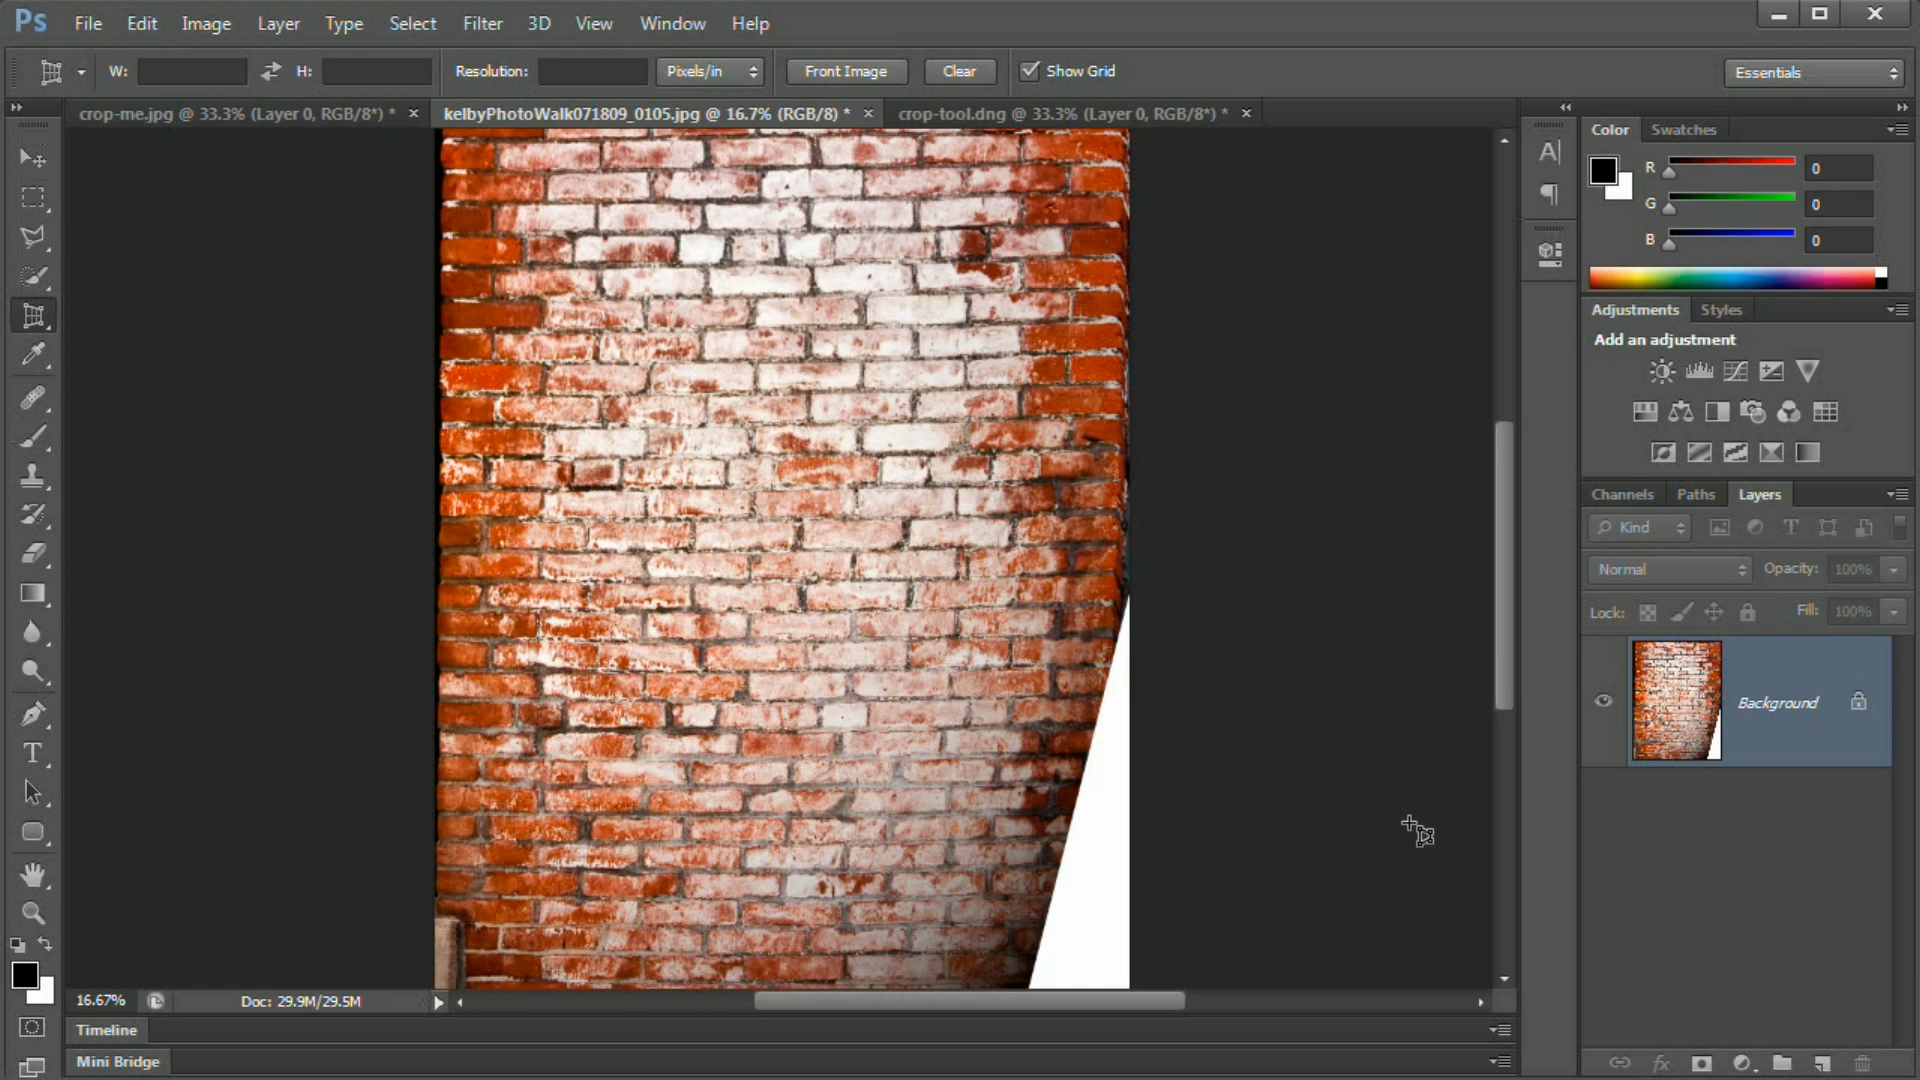 Ps File Edit Image Layer Type Select Filter 3D View Window Help
W: H: Resolution: Pixels/in Front Image Clear Show Grid Essentials
crop-me.jpg @ 33.3% (Layer 0, RGB/8*) * × kelbyPhotoWalk071809_0105.jpg @ 16.7% (RGB/8) * × crop-tool.dng @ 33.3% (Layer 0, RGB/8*) * ×
Color Swatches
R 0
G 0
B 0
Adjustments Styles
Add an adjustment
Channels Paths Layers
Kind
Normal Opacity: 100%
Lock: Fill: 100%
Background
16.67% Doc: 29.9M/29.5M
Timeline
Mini Bridge